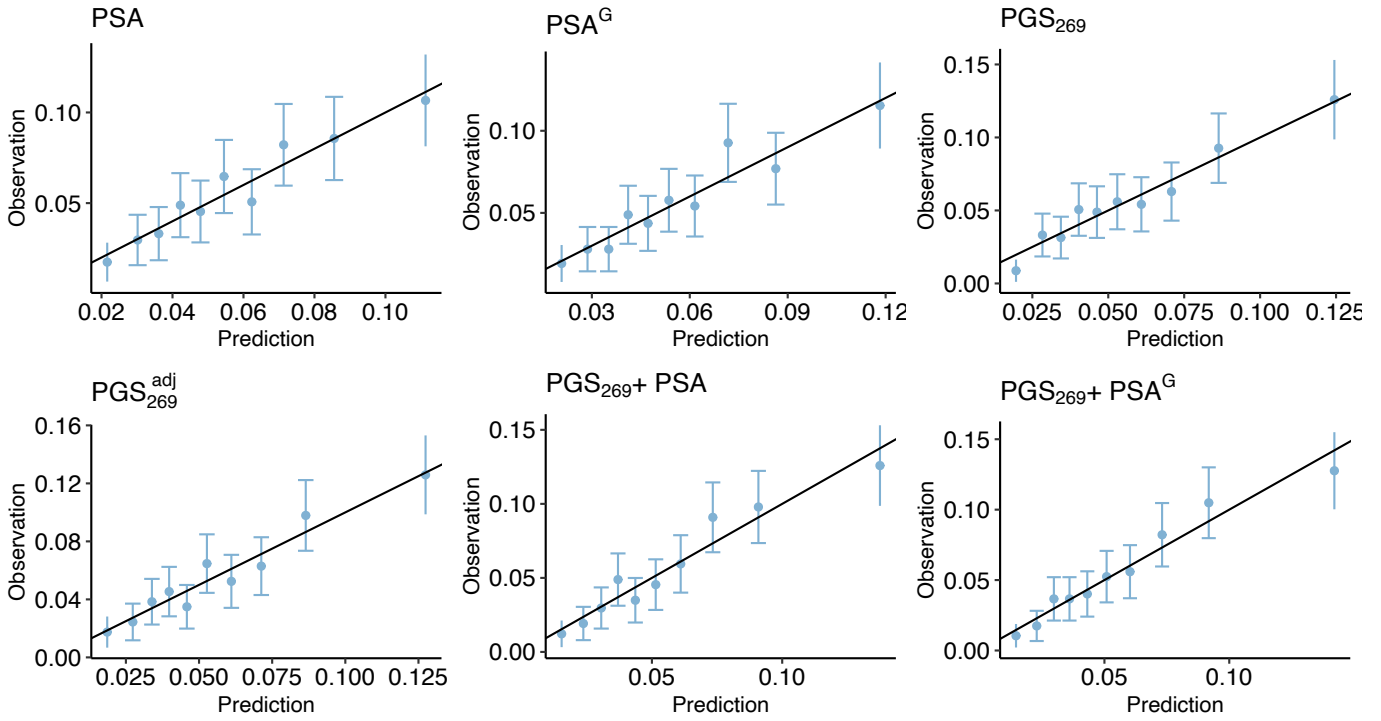 PSA
Observation
0.10
0.05
0.02 0.04 0.06 0.08 0.10
Prediction
PSA^G
Observation
0.10
0.05
0.03 0.06 0.09 0.12
Prediction
PGS₂₆₉
Observation
0.15
0.10
0.05
0.00
0.025 0.050 0.075 0.100 0.125
Prediction
PGS₂₆₉^adj
Observation
0.16
0.12
0.08
0.04
0.00
0.025 0.050 0.075 0.100 0.125
Prediction
PGS₂₆₉+ PSA
Observation
0.15
0.10
0.05
0.00
0.05 0.10
Prediction
PGS₂₆₉+ PSA^G
Observation
0.15
0.10
0.05
0.00
0.05 0.10
Prediction